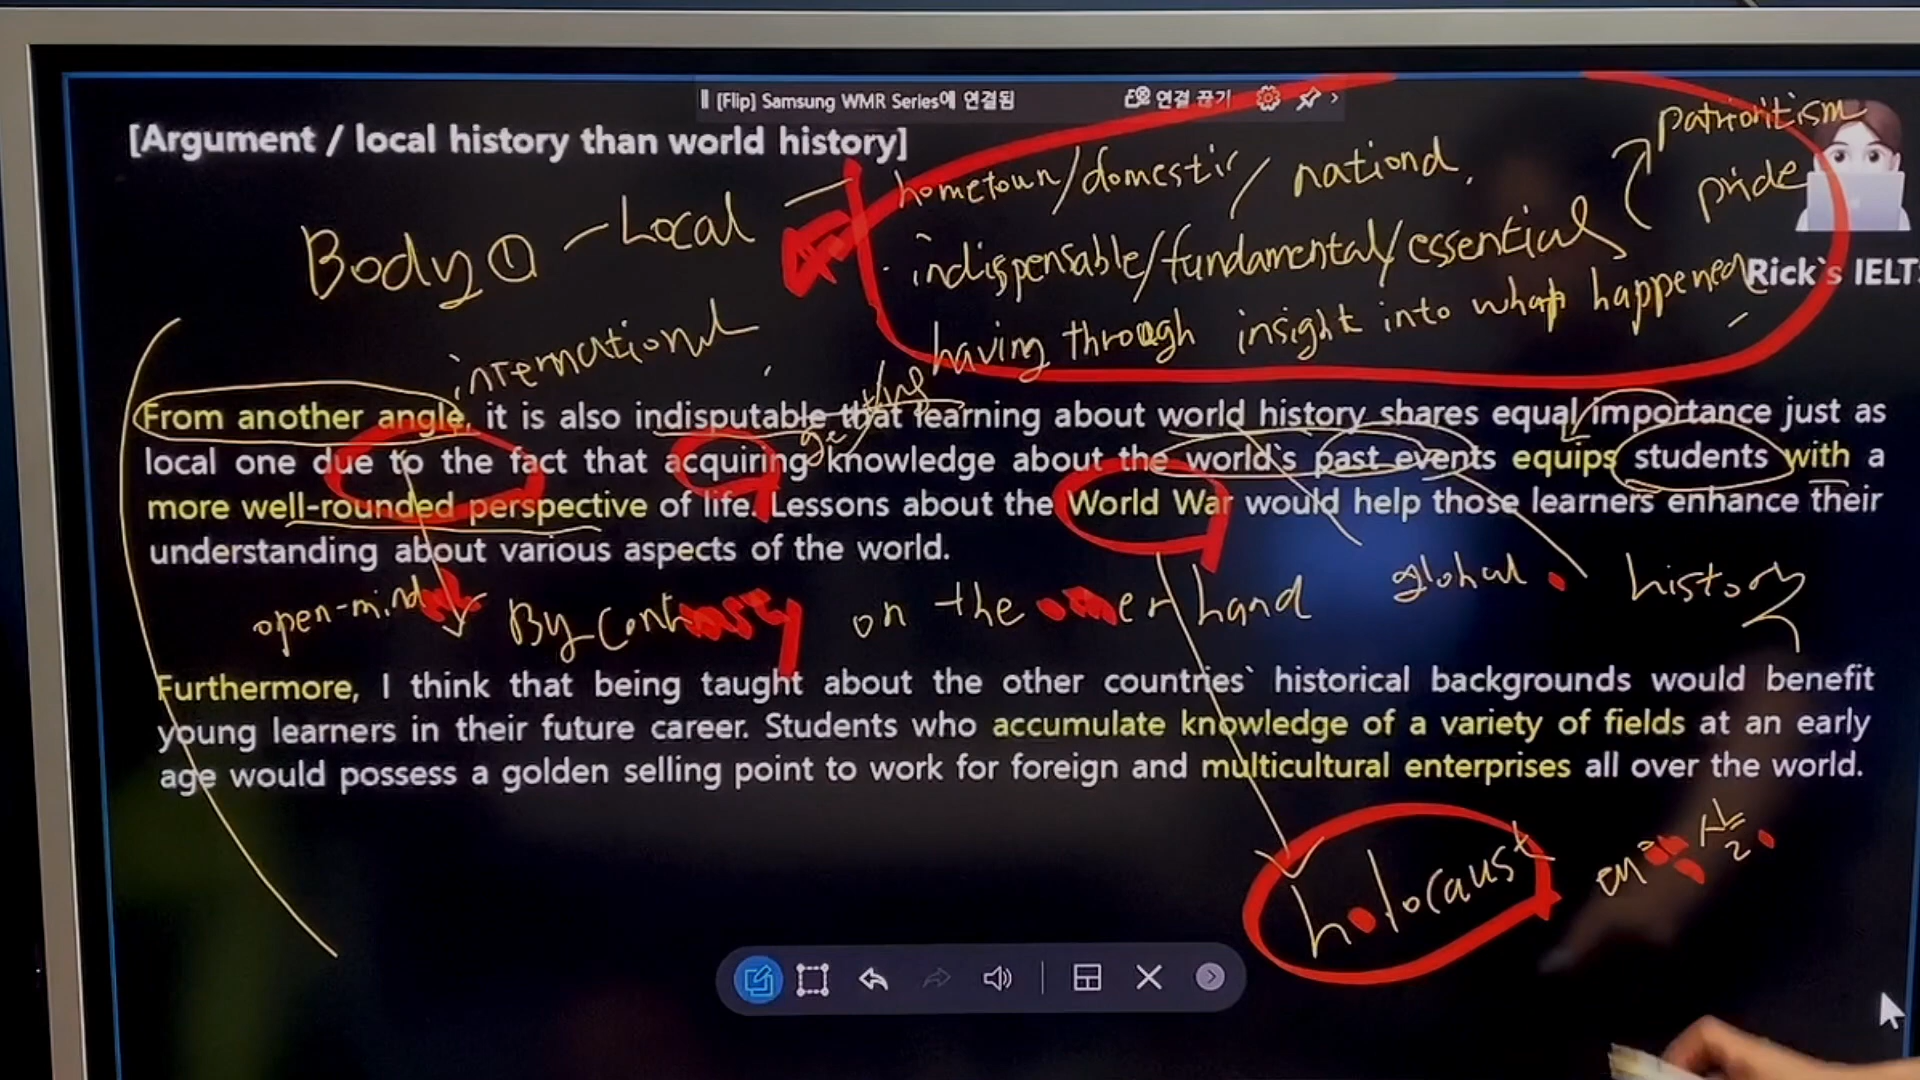 [Flip] Samsung WMR Series에 연결됨 연결 끊기
[Argument / local history than world history]
patrioritism
pride
hometown/domestic/national.
Body① - Local
indispensable/fundamental/essential
Rick`s IELT
having through insight into what happened
international
getting
From another angle, it is also indisputable that learning about world history shares equal importance just as
local one due to the fact that acquiring knowledge about the world`s past events equips students with a
more well-rounded perspective of life. Lessons about the World War would help those learners enhance their
understanding about various aspects of the world.
open-mind By cont on the other hand global history
Furthermore, I think that being taught about the other countries` historical backgrounds would benefit
young learners in their future career. Students who accumulate knowledge of a variety of fields at an early
age would possess a golden selling point to work for foreign and multicultural enterprises all over the world.
holocaust